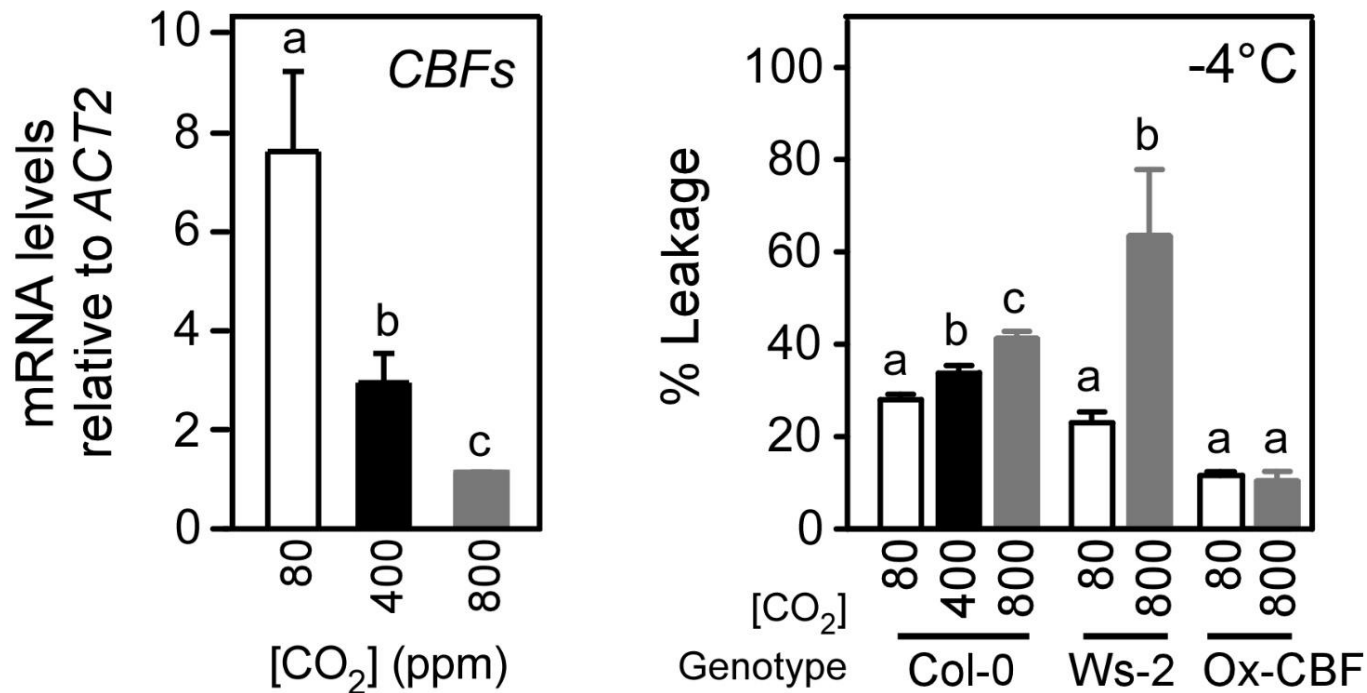 mRNA lelvels
relative to ACT2
10
8
6
4
2
0
a
b
c
CBFs
80
400
800
[CO2] (ppm)
% Leakage
100
80
60
40
20
0
-4°C
a
b
c
a
b
a
a
[CO2]
80
400
800
80
800
80
800
Genotype
Col-0
Ws-2
Ox-CBF